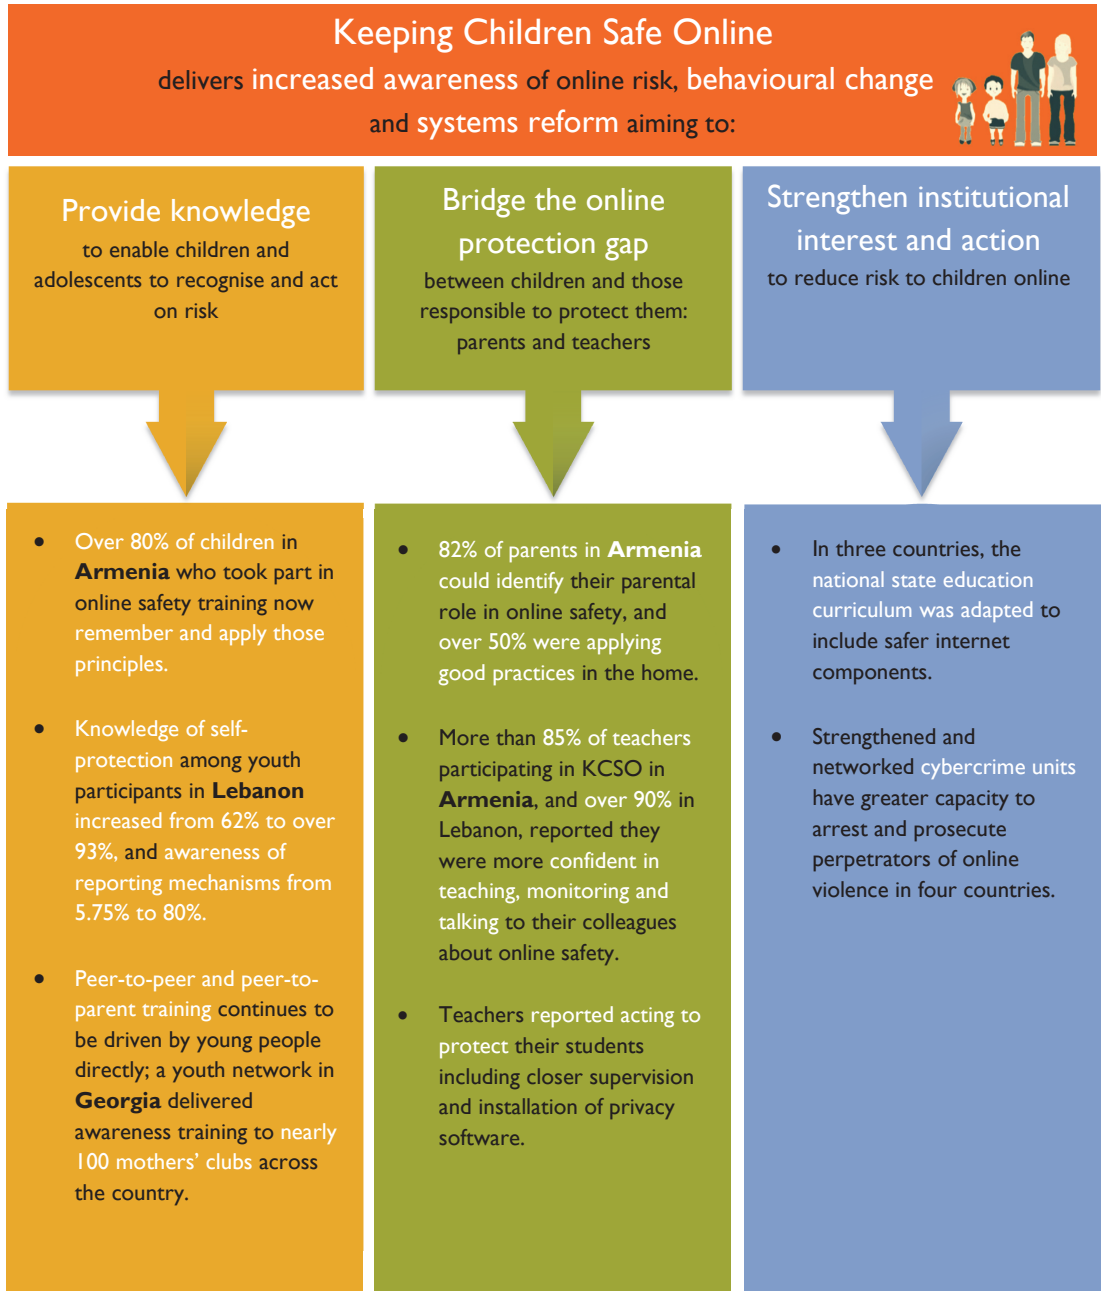 Keeping Children Safe Online
delivers increased awareness of online risk, behavioural change
and systems reform aiming to:
Provide knowledge
to enable children and
adolescents to recognise and act
on risk
Bridge the online
protection gap
between children and those
responsible to protect them:
parents and teachers
Strengthen institutional
interest and action
to reduce risk to children online
• Over 80% of children in
Armenia who took part in
online safety training now
remember and apply those
principles.
• Knowledge of self-
protection among youth
participants in Lebanon
increased from 62% to over
93%, and awareness of
reporting mechanisms from
5.75% to 80%.
• Peer-to-peer and peer-to-
parent training continues to
be driven by young people
directly; a youth network in
Georgia delivered
awareness training to nearly
100 mothers’ clubs across
the country.
• 82% of parents in Armenia
could identify their parental
role in online safety, and
over 50% were applying
good practices in the home.
• More than 85% of teachers
participating in KCSO in
Armenia, and over 90% in
Lebanon, reported they
were more confident in
teaching, monitoring and
talking to their colleagues
about online safety.
• Teachers reported acting to
protect their students
including closer supervision
and installation of privacy
software.
• In three countries, the
national state education
curriculum was adapted to
include safer internet
components.
• Strengthened and
networked cybercrime units
have greater capacity to
arrest and prosecute
perpetrators of online
violence in four countries.